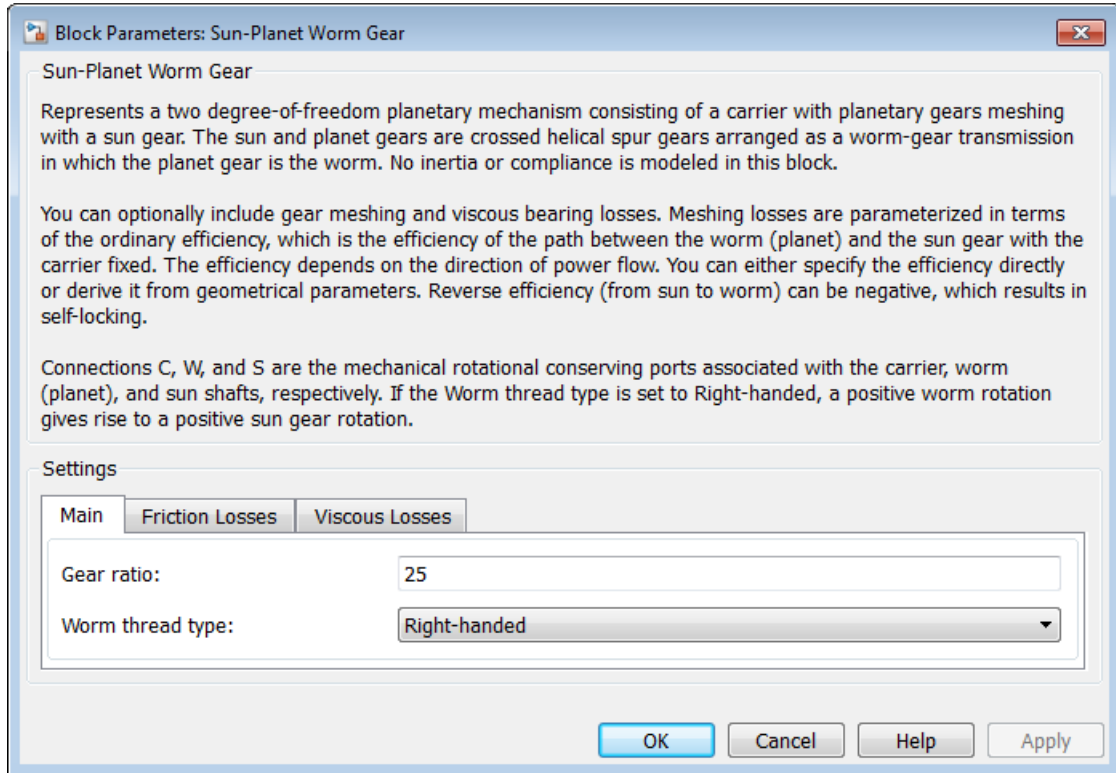 Block Parameters: Sun-Planet Worm Gear
Sun-Planet Worm Gear
Represents a two degree-of-freedom planetary mechanism consisting of a carrier with planetary gears meshing
with a sun gear. The sun and planet gears are crossed helical spur gears arranged as a worm-gear transmission
in which the planet gear is the worm. No inertia or compliance is modeled in this block.
You can optionally include gear meshing and viscous bearing losses. Meshing losses are parameterized in terms
of the ordinary efficiency, which is the efficiency of the path between the worm (planet) and the sun gear with the
carrier fixed. The efficiency depends on the direction of power flow. You can either specify the efficiency directly
or derive it from geometrical parameters. Reverse efficiency (from sun to worm) can be negative, which results in
self-locking.
Connections C, W, and S are the mechanical rotational conserving ports associated with the carrier, worm
(planet), and sun shafts, respectively. If the Worm thread type is set to Right-handed, a positive worm rotation
gives rise to a positive sun gear rotation.
Settings
Main Friction Losses Viscous Losses
Gear ratio: 25
Worm thread type: Right-handed
OK Cancel Help Apply